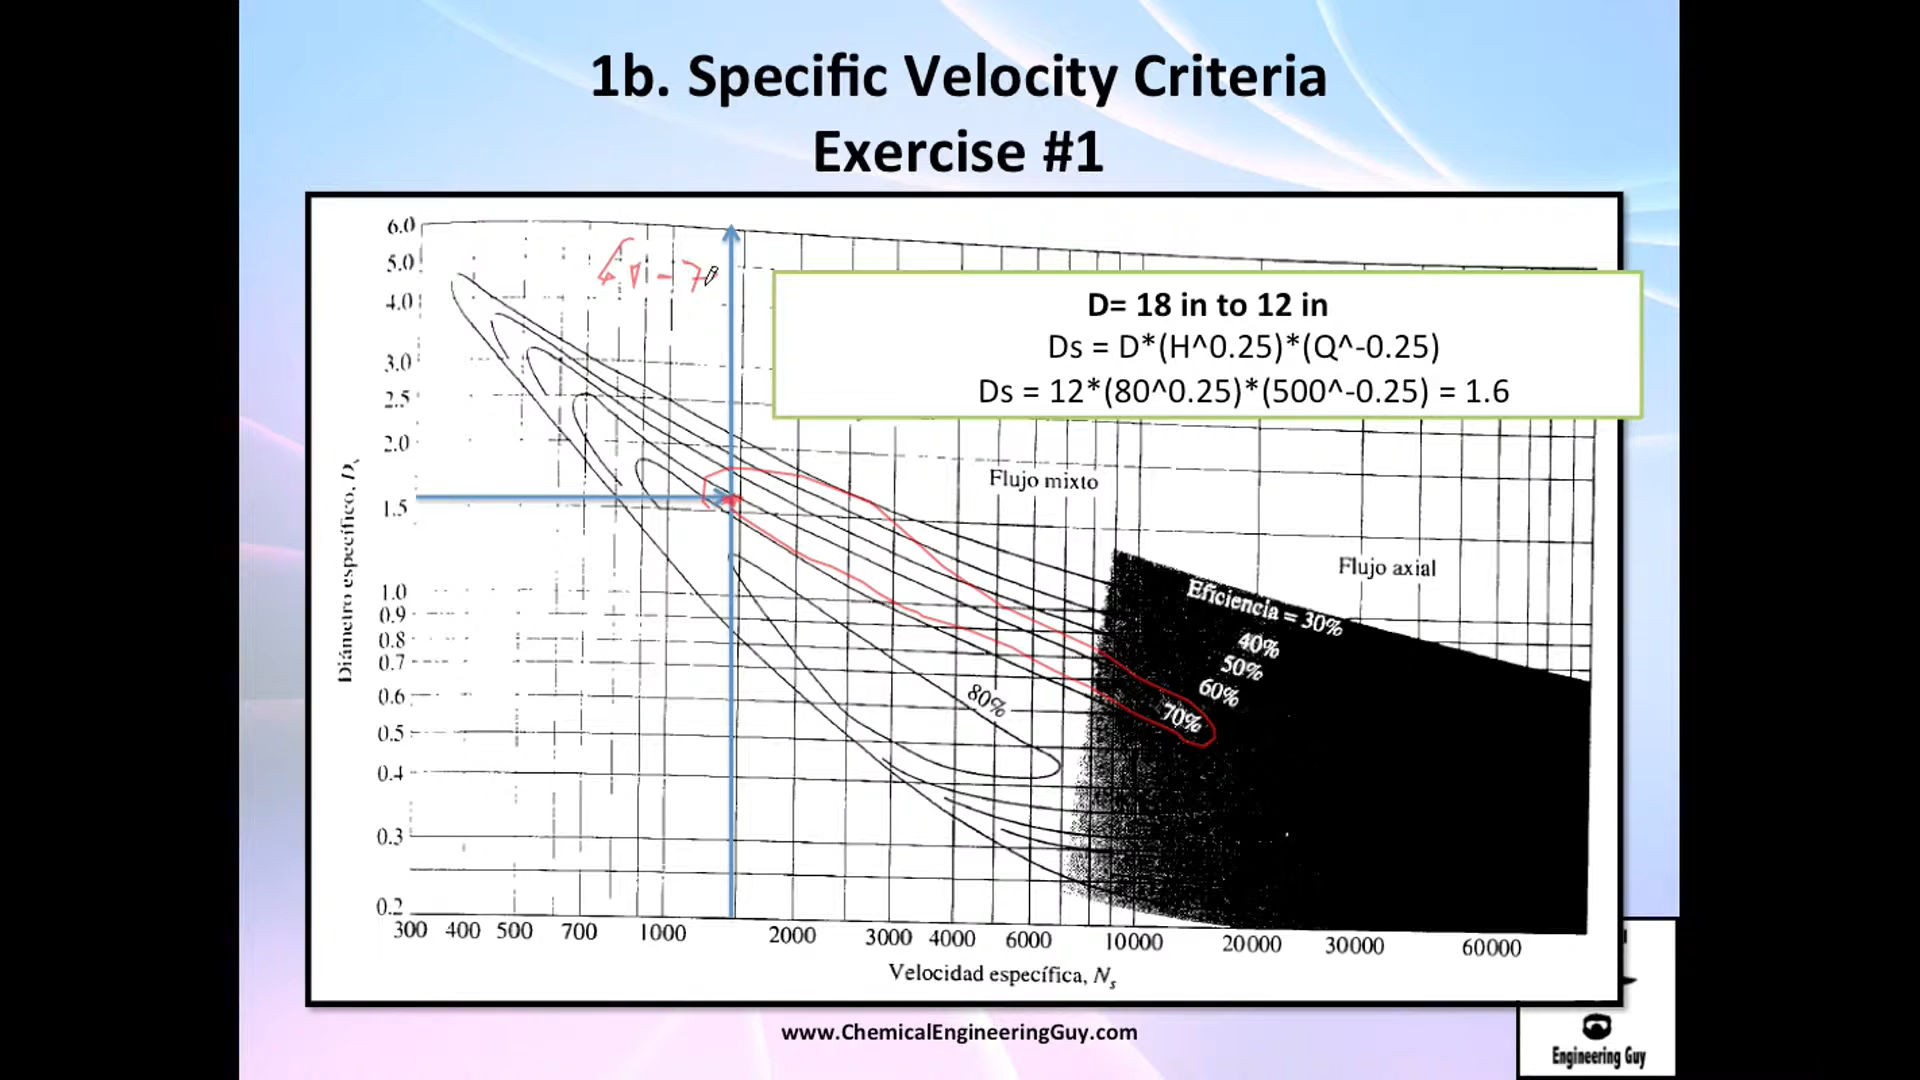 1b. Specific Velocity Criteria
Exercise #1
D= 18 in to 12 in
Ds = D*(H^0.25)*(Q^-0.25)
Ds = 12*(80^0.25)*(500^-0.25) = 1.6
6.0
5.0
4.0
3.0
2.5
2.0
1.5
1.0
0.9
0.8
0.7
0.6
0.5
0.4
0.3
0.2
Diámetro específico, D
Flujo mixto
Flujo axial
Eficiencia = 30%
40%
50%
60%
70%
80%
300 400 500 700 1000 2000 3000 4000 6000 10000 20000 30000 60000
Velocidad específica, Ns
www.ChemicalEngineeringGuy.com
Engineering Guy